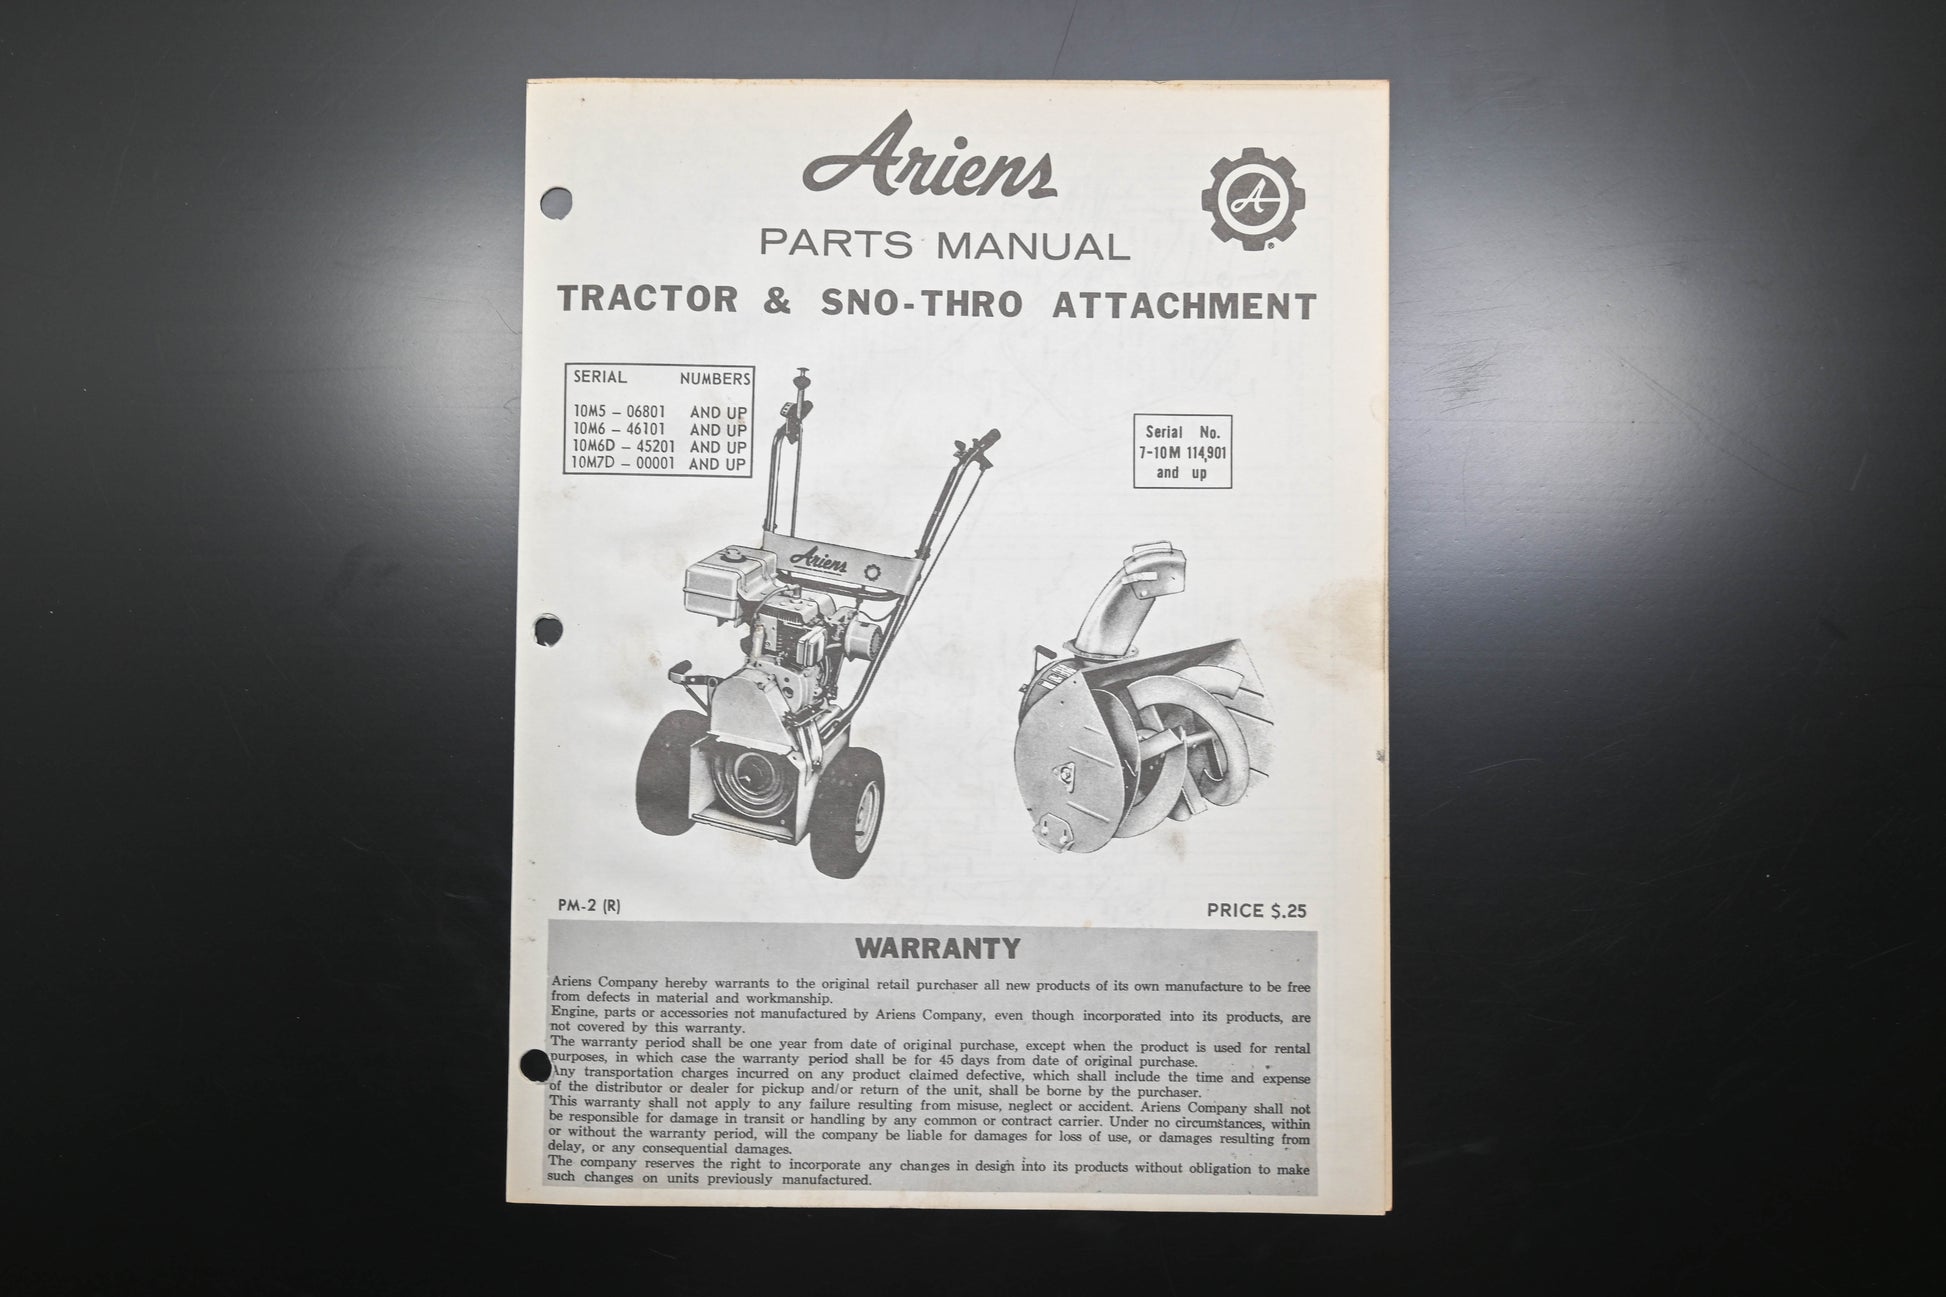 Ariens
A
®
PARTS MANUAL
TRACTOR & SNO-THRO ATTACHMENT
SERIAL NUMBERS
10M5 – 06801 AND UP
10M6 – 46101 AND UP
10M6D – 45201 AND UP
10M7D – 00001 AND UP
Serial No.
7-10M 114,901
and up
Ariens
PM-2 (R)
PRICE $.25
WARRANTY
Ariens Company hereby warrants to the original retail purchaser all new products of its own manufacture to be free
from defects in material and workmanship.
Engine, parts or accessories not manufactured by Ariens Company, even though incorporated into its products, are
not covered by this warranty.
The warranty period shall be one year from date of original purchase, except when the product is used for rental
purposes, in which case the warranty period shall be for 45 days from date of original purchase.
Any transportation charges incurred on any product claimed defective, which shall include the time and expense
of the distributor or dealer for pickup and/or return of the unit, shall be borne by the purchaser.
This warranty shall not apply to any failure resulting from misuse, neglect or accident. Ariens Company shall not
be responsible for damage in transit or handling by any common or contract carrier. Under no circumstances, within
or without the warranty period, will the company be liable for damages for loss of use, or damages resulting from
delay, or any consequential damages.
The company reserves the right to incorporate any changes in design into its products without obligation to make
such changes on units previously manufactured.